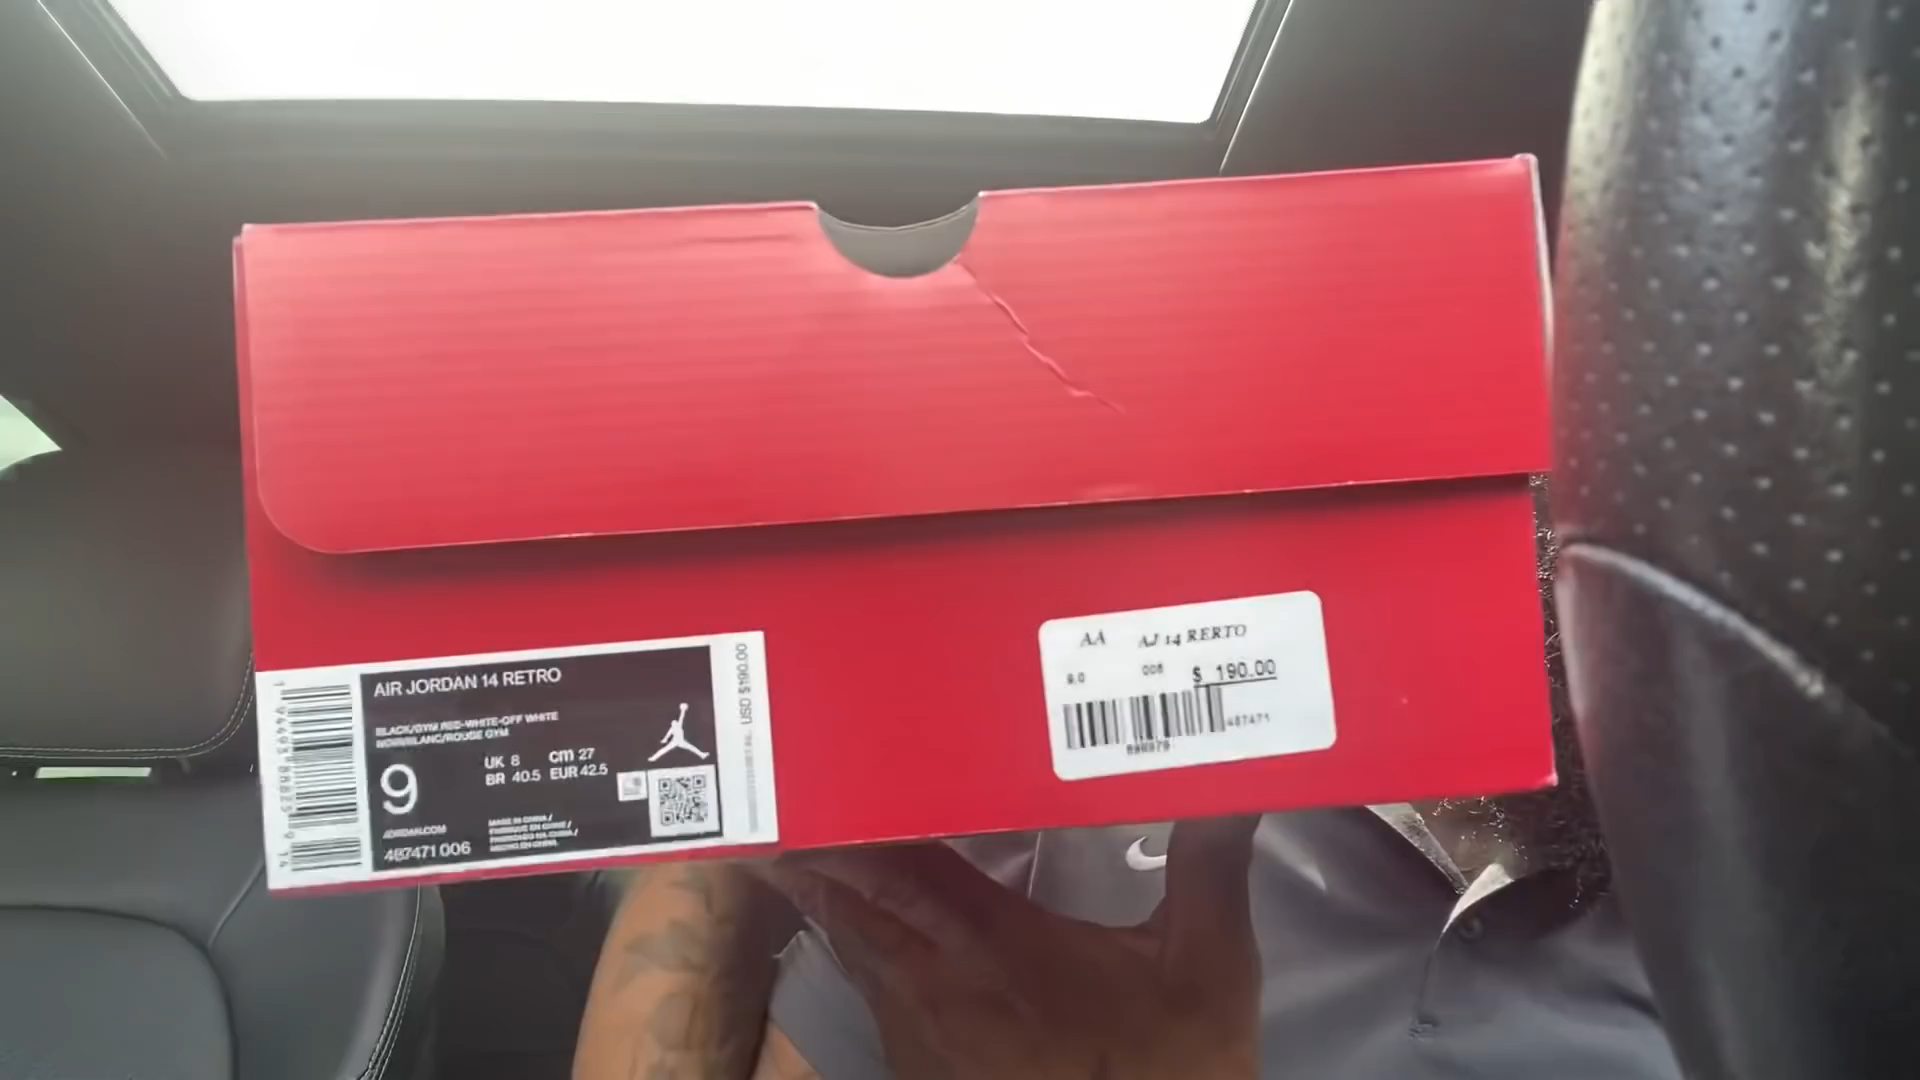 AIR JORDAN 14 RETRO
BLACK/GYM RED-WHITE-OFF WHITE
NOIR/BLANC/ROUGE GYM
9
UK 8 cm 27
BR 40.5 EUR 42.5
JORDAN.COM
487471 006
MADE IN CHINA /
USD $190.00
AA AJ 14 RERTO
9.0 006 $ 190.00
487471